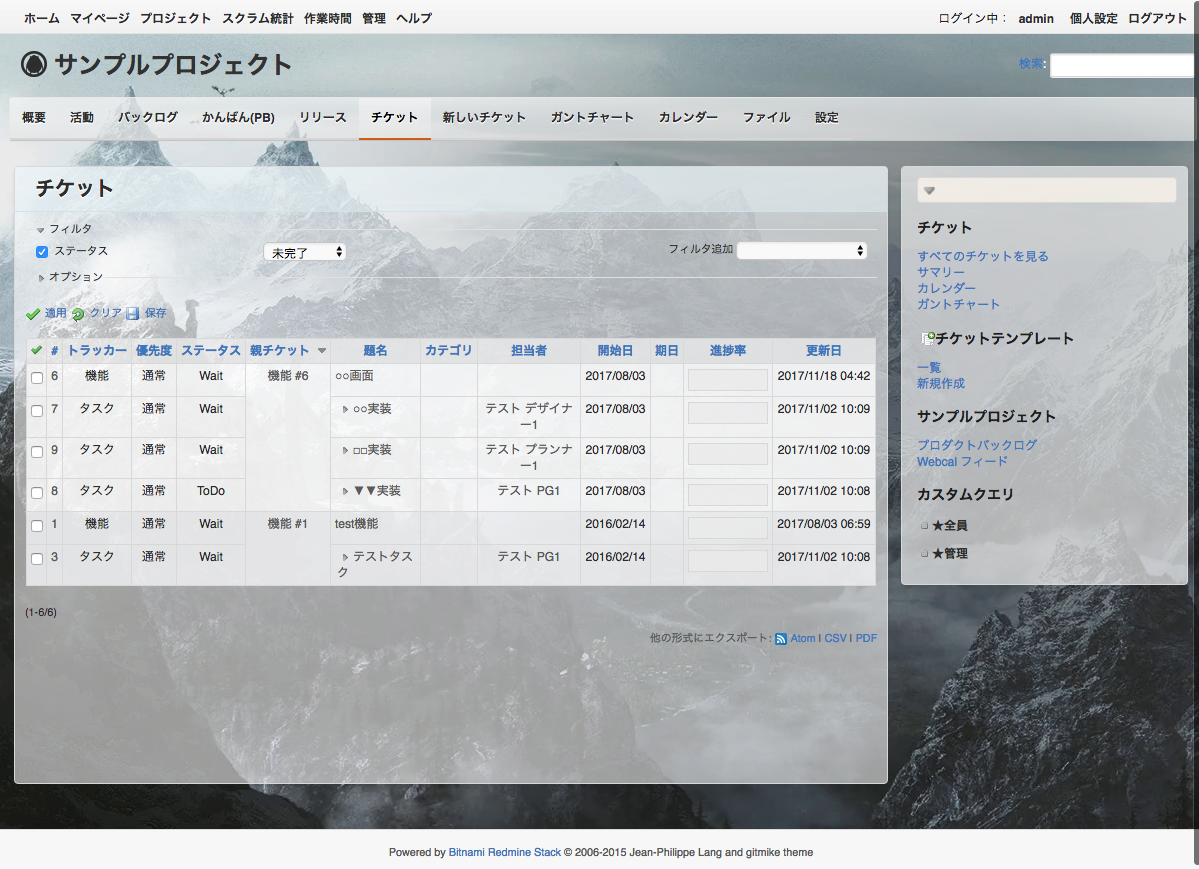 ホーム マイページ プロジェクト スクラム統計 作業時間 管理 ヘルプ ログイン中： admin 個人設定 ログアウト
サンプルプロジェクト 検索:
概要 活動 バックログ かんばん(PB) リリース チケット 新しいチケット ガントチャート カレンダー ファイル 設定
チケット
フィルタ
ステータス 未完了 フィルタ追加
オプション
適用 クリア 保存
# トラッカー 優先度 ステータス 親チケット 題名 カテゴリ 担当者 開始日 期日 進捗率 更新日
6 機能 通常 Wait 機能 #6 ○○画面 2017/08/03 2017/11/18 04:42
7 タスク 通常 Wait ○○実装 テスト デザイナ 2017/08/03 2017/11/02 10:09
ー1
9 タスク 通常 Wait □□実装 テスト プランナ 2017/08/03 2017/11/02 10:09
ー1
8 タスク 通常 ToDo ▼▼実装 テスト PG1 2017/08/03 2017/11/02 10:08
1 機能 通常 Wait 機能 #1 test機能 2016/02/14 2017/08/03 06:59
3 タスク 通常 Wait テストタス テスト PG1 2016/02/14 2017/11/02 10:08
ク
(1-6/6)
他の形式にエクスポート: Atom | CSV | PDF
チケット
すべてのチケットを見る
サマリー
カレンダー
ガントチャート
チケットテンプレート
一覧
新規作成
サンプルプロジェクト
プロダクトバックログ
Webcal フィード
カスタムクエリ
★全員
★管理
Powered by Bitnami Redmine Stack © 2006-2015 Jean-Philippe Lang and gitmike theme